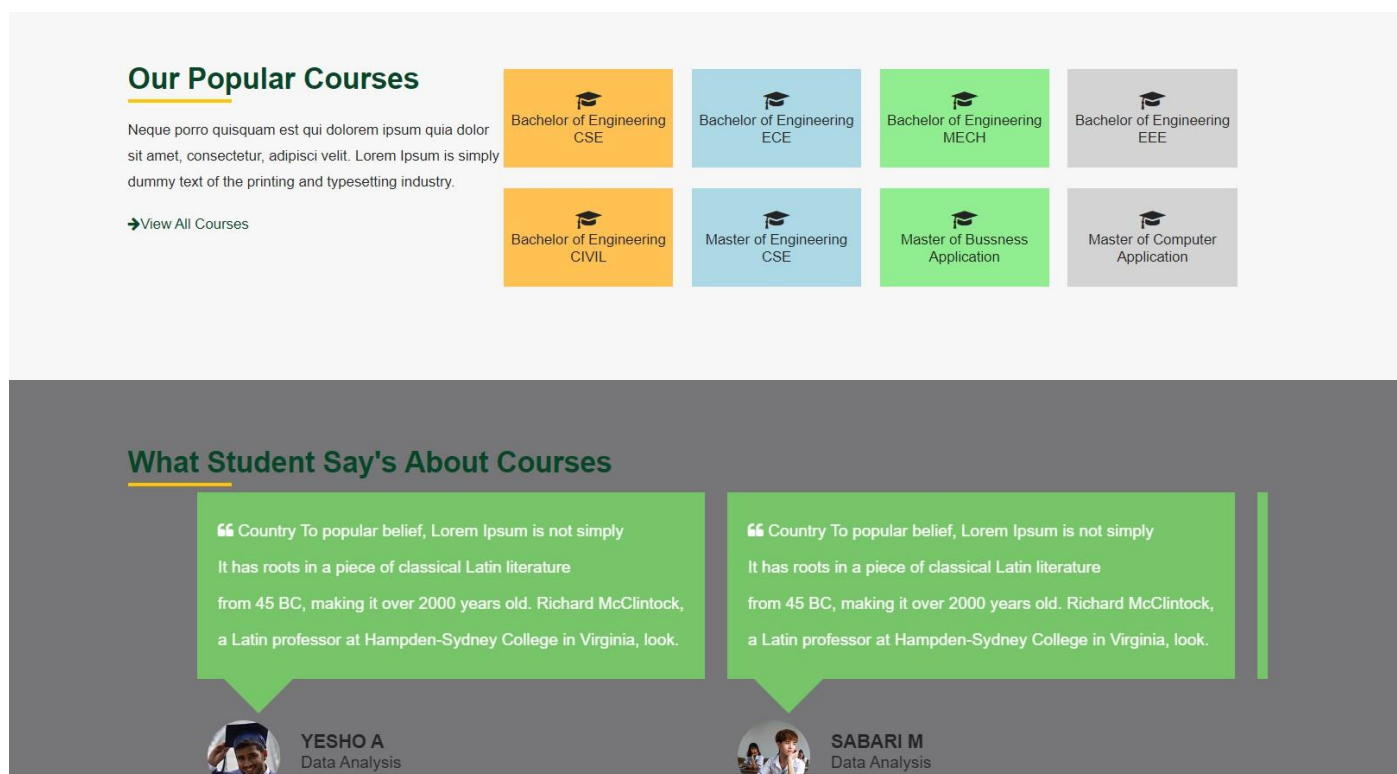 Our Popular Courses
Neque porro quisquam est qui dolorem ipsum quia dolor
sit amet, consectetur, adipisci velit. Lorem Ipsum is simply
dummy text of the printing and typesetting industry.
View All Courses
Bachelor of Engineering
CSE
Bachelor of Engineering
ECE
Bachelor of Engineering
MECH
Bachelor of Engineering
EEE
Bachelor of Engineering
CIVIL
Master of Engineering
CSE
Master of Bussness
Application
Master of Computer
Application
What Student Say's About Courses
Country To popular belief, Lorem Ipsum is not simply
It has roots in a piece of classical Latin literature
from 45 BC, making it over 2000 years old. Richard McClintock,
a Latin professor at Hampden-Sydney College in Virginia, look.
YESHO A
Data Analysis
Country To popular belief, Lorem Ipsum is not simply
It has roots in a piece of classical Latin literature
from 45 BC, making it over 2000 years old. Richard McClintock,
a Latin professor at Hampden-Sydney College in Virginia, look.
SABARI M
Data Analysis